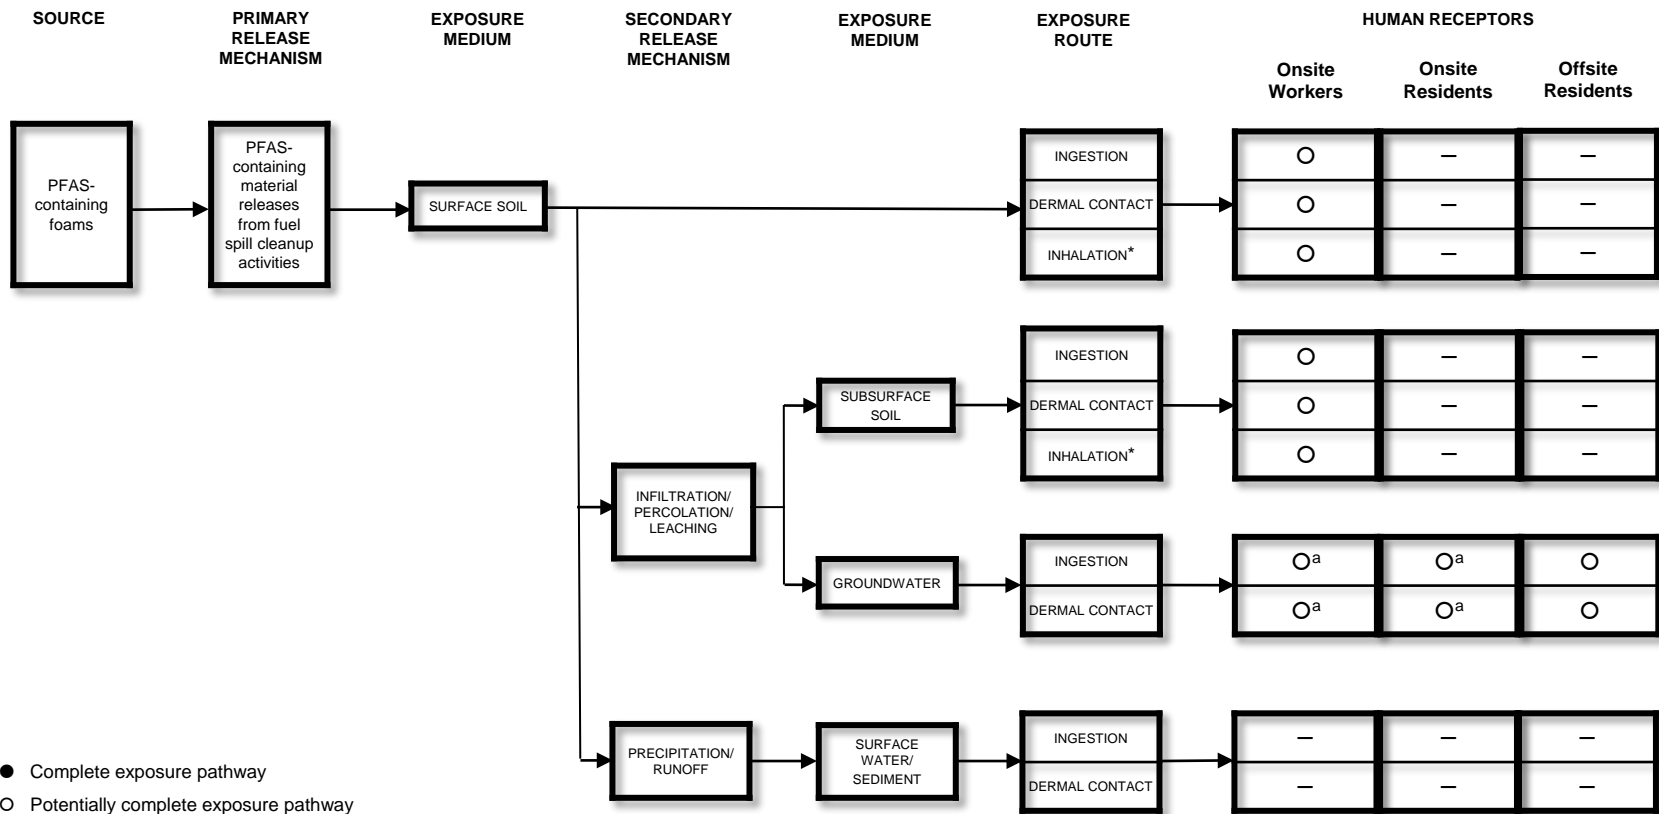 SOURCE
PRIMARY
RELEASE
MECHANISM
EXPOSURE
MEDIUM
SECONDARY
RELEASE
MECHANISM
EXPOSURE
MEDIUM
EXPOSURE
ROUTE
HUMAN RECEPTORS
Onsite
Workers
Onsite
Residents
Offsite
Residents
PFAS-
containing
foams
PFAS-
containing
material
releases
from fuel
spill cleanup
activities
SURFACE SOIL
INGESTION
○ – –
DERMAL CONTACT
○ – –
INHALATION*
○ – –
INFILTRATION/
PERCOLATION/
LEACHING
SUBSURFACE
SOIL
INGESTION
○ – –
DERMAL CONTACT
○ – –
INHALATION*
○ – –
GROUNDWATER
INGESTION
○a ○a ○
DERMAL CONTACT
○a ○a ○
PRECIPITATION/
RUNOFF
SURFACE
WATER/
SEDIMENT
INGESTION
– – –
DERMAL CONTACT
– – –
● Complete exposure pathway
○ Potentially complete exposure pathway